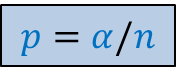 p = α/n